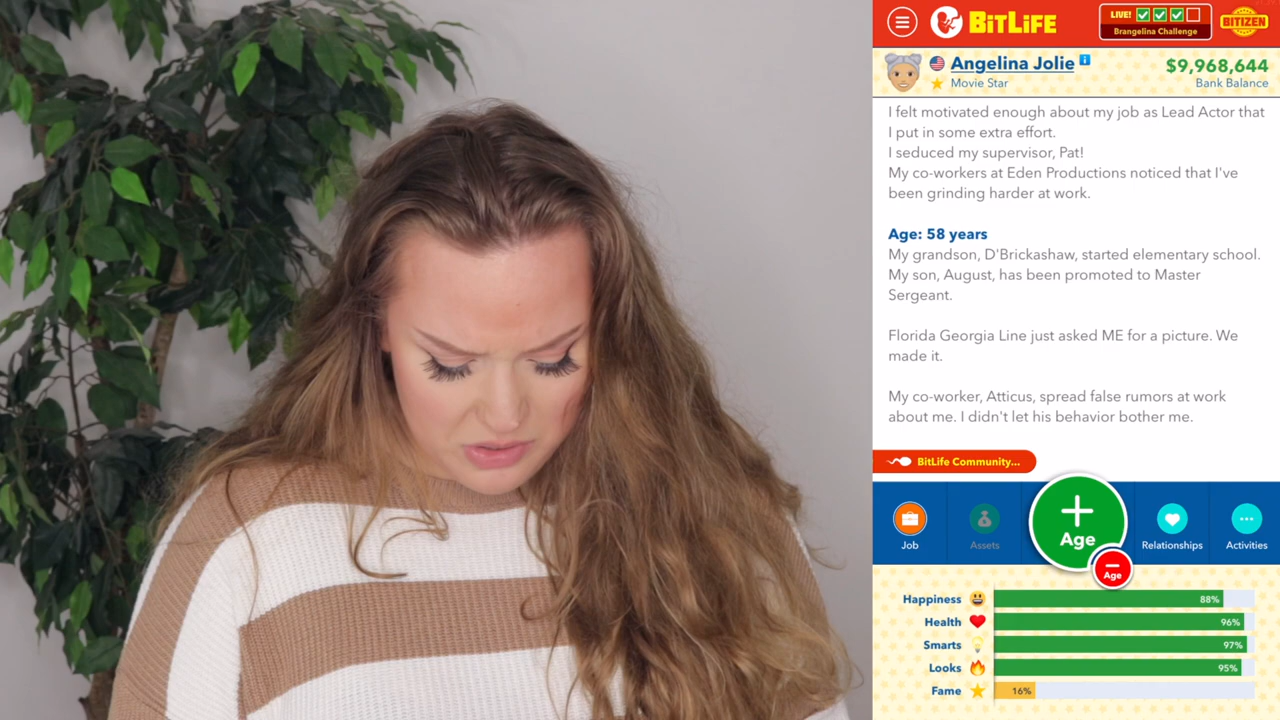 BITLIFE
LIVE!
Brangelina Challenge
BITIZEN
Angelina Jolie
$9,968,644
Movie Star
Bank Balance
I felt motivated enough about my job as Lead Actor that
I put in some extra effort.
I seduced my supervisor, Pat!
My co-workers at Eden Productions noticed that I've
been grinding harder at work.
Age: 58 years
My grandson, D'Brickashaw, started elementary school.
My son, August, has been promoted to Master
Sergeant.
Florida Georgia Line just asked ME for a picture. We
made it.
My co-worker, Atticus, spread false rumors at work
about me. I didn't let his behavior bother me.
BitLife Community...
Job
Assets
Age
Relationships
Activities
Age
Happiness 88%
Health 96%
Smarts 97%
Looks 95%
Fame 16%